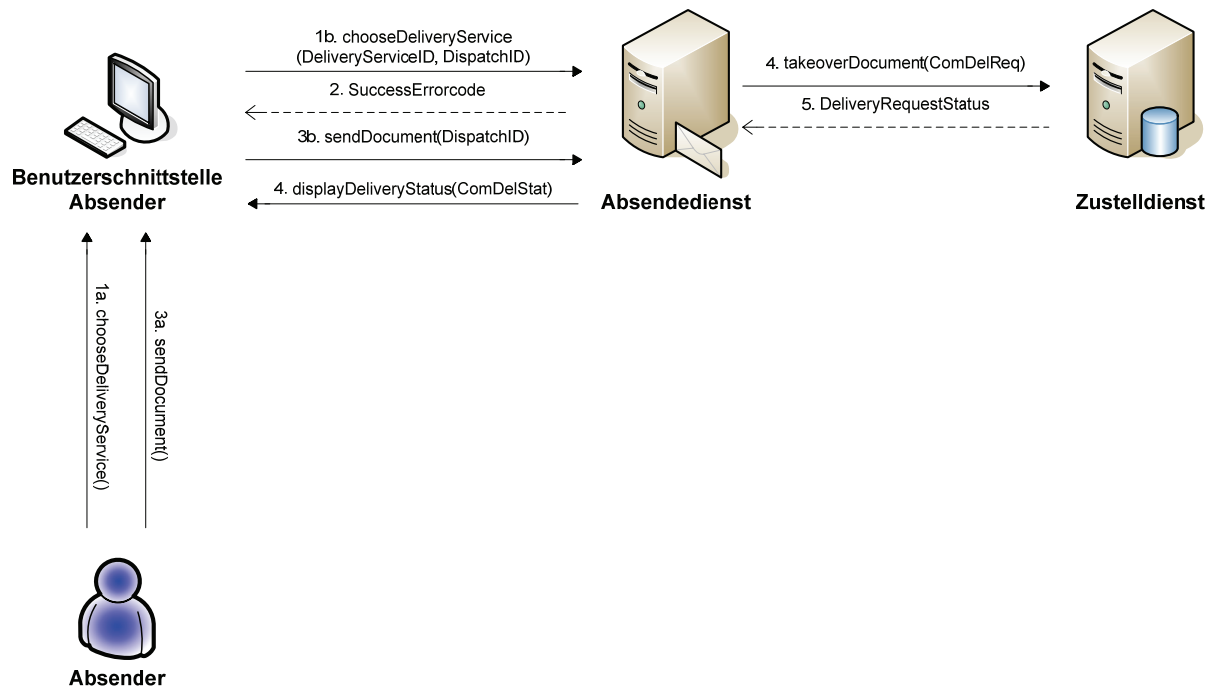 1b. chooseDeliveryService
(DeliveryServiceID, DispatchID)
2. SuccessErrorcode
3b. sendDocument(DispatchID)
4. displayDeliveryStatus(ComDelStat)
4. takeoverDocument(ComDelReq)
5. DeliveryRequestStatus
Benutzerschnittstelle
Absender
Absendedienst
Zustelldienst
1a. chooseDeliveryService()
3a. sendDocument()
Absender